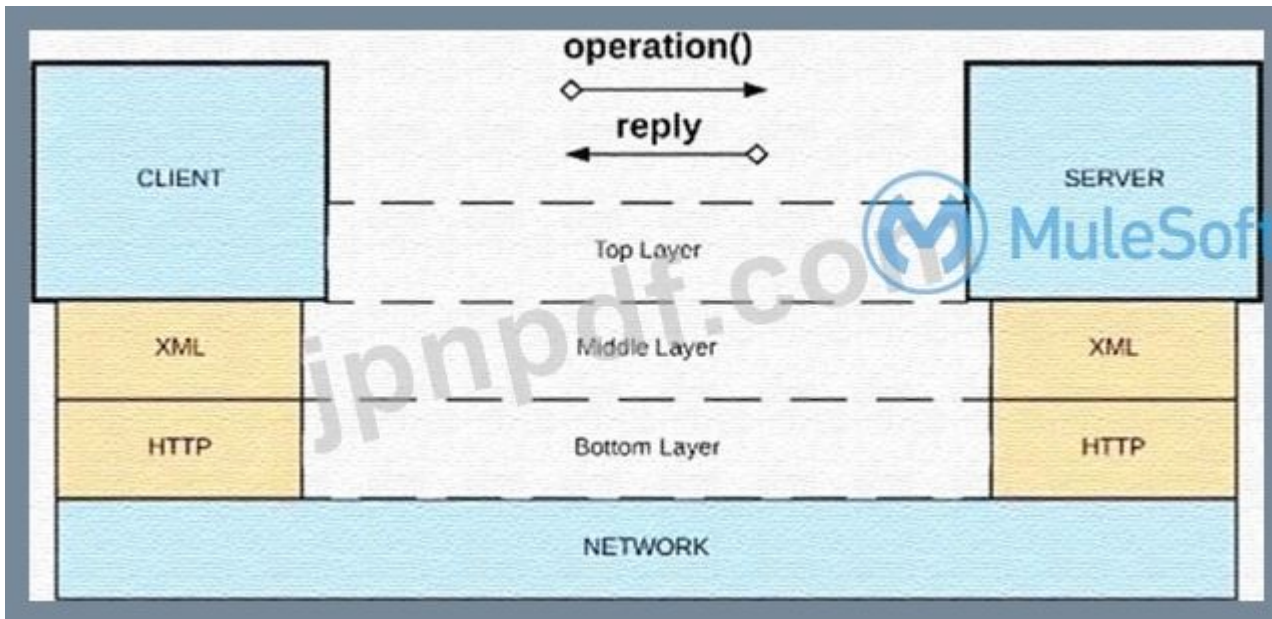 operation()
reply
CLIENT
SERVER
MuleSoft
Top Layer
jpnpdf.com
XML
Middle Layer
XML
HTTP
Bottom Layer
HTTP
NETWORK